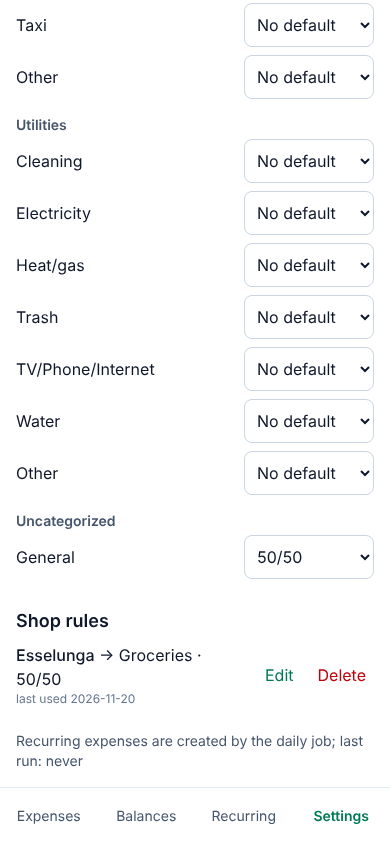 Taxi No default
Other No default
Utilities
Cleaning No default
Electricity No default
Heat/gas No default
Trash No default
TV/Phone/Internet No default
Water No default
Other No default
Uncategorized
General 50/50
Shop rules
Esselunga → Groceries ·
50/50
Edit Delete
last used 2026-11-20
Recurring expenses are created by the daily job; last
run: never
Expenses Balances Recurring Settings